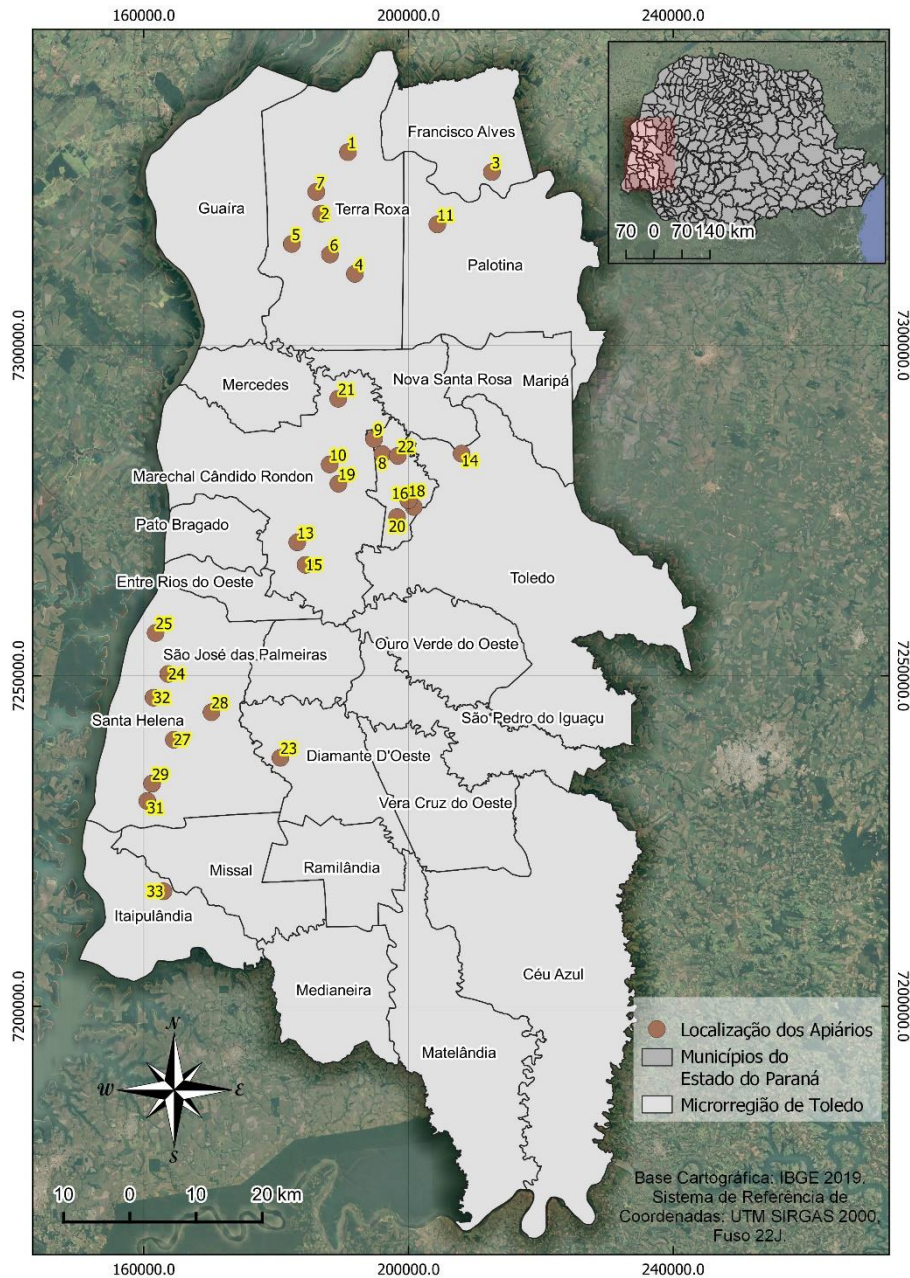 160000.0 200000.0 240000.0
Francisco Alves
1
3
7
Guaíra
2
Terra Roxa
11
5
6
4
Palotina
70 0 70 140 km
7300000.0 7300000.0
Mercedes
Nova Santa Rosa
Maripá
21
9
22
8
14
10
Marechal Cândido Rondon
19
16
18
20
Pato Bragado
13
15
Entre Rios do Oeste
Toledo
25
São José das Palmeiras
Ouro Verde do Oeste
24
7250000.0 7250000.0
32
28
Santa Helena
27
São Pedro do Iguaçu
23
Diamante D'Oeste
29
31
Vera Cruz do Oeste
Missal
Ramilândia
33
Itaipulândia
Céu Azul
Medianeira
7200000.0 7200000.0
Matelândia
Localização dos Apiários
Municípios do
Estado do Paraná
Microrregião de Toledo
N
W E
S
10 0 10 20 km
Base Cartográfica: IBGE 2019.
Sistema de Referência de
Coordenadas: UTM SIRGAS 2000,
Fuso 22J.
160000.0 200000.0 240000.0